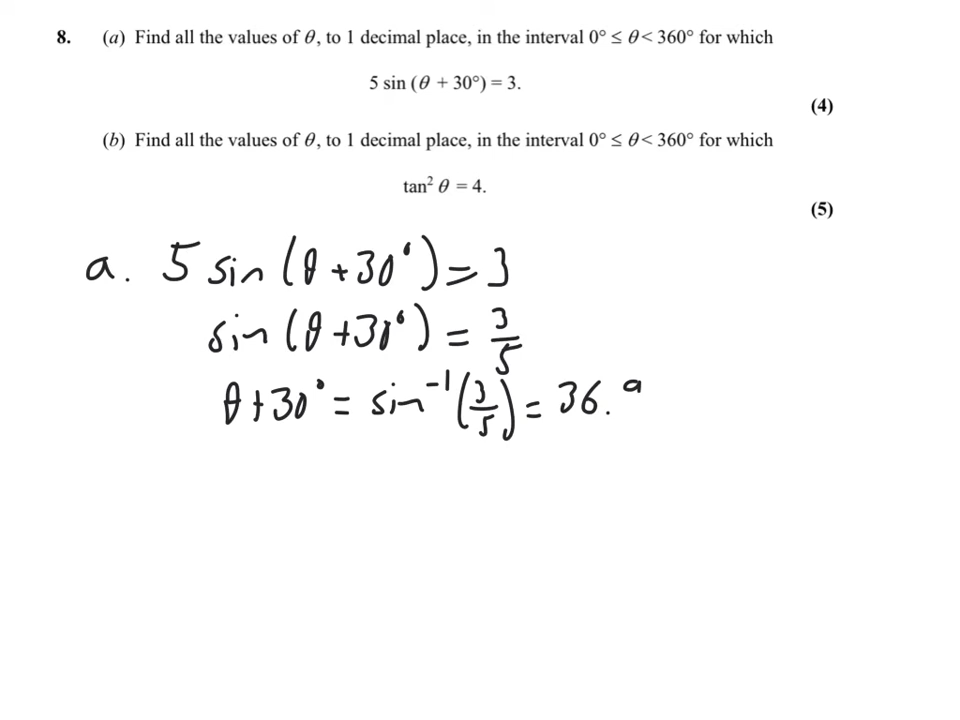 8. (a) Find all the values of θ, to 1 decimal place, in the interval 0° ≤ θ < 360° for which
5 sin (θ + 30°) = 3.
(4)
(b) Find all the values of θ, to 1 decimal place, in the interval 0° ≤ θ < 360° for which
tan² θ = 4.
(5)
a. 5 sin (θ + 30°) = 3
sin (θ + 30°) = 3/5
θ + 30° = sin⁻¹ (3/5) = 36.9